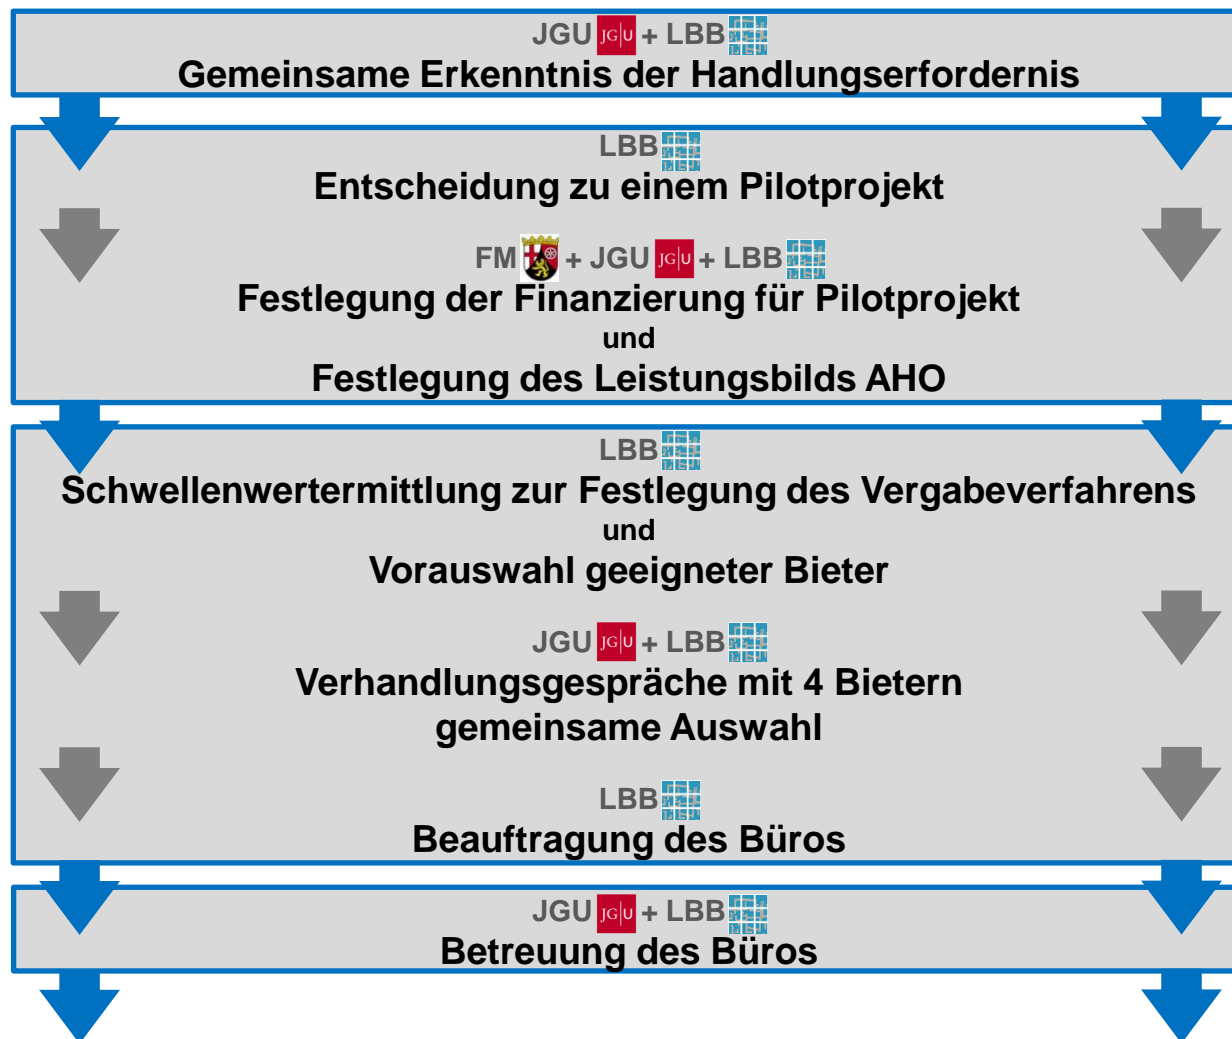 JGU JG|U + LBB
Gemeinsame Erkenntnis der Handlungserfordernis
LBB
Entscheidung zu einem Pilotprojekt
FM + JGU JG|U + LBB
Festlegung der Finanzierung für Pilotprojekt
und
Festlegung des Leistungsbilds AHO
LBB
Schwellenwertermittlung zur Festlegung des Vergabeverfahrens
und
Vorauswahl geeigneter Bieter
JGU JG|U + LBB
Verhandlungsgespräche mit 4 Bietern
gemeinsame Auswahl
LBB
Beauftragung des Büros
JGU JG|U + LBB
Betreuung des Büros